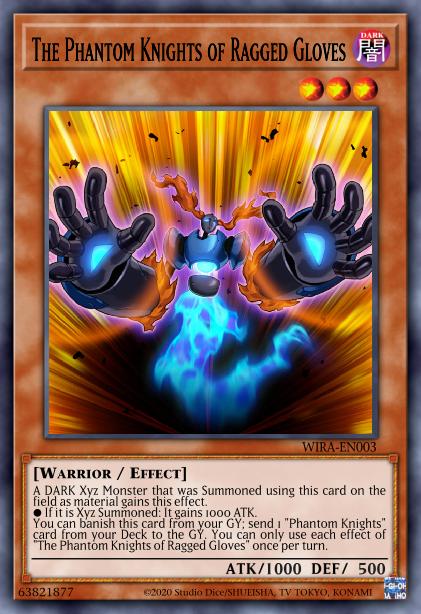 The Phantom Knights of Ragged Gloves
DARK
闇
WIRA-EN003
[Warrior / Effect]
A DARK Xyz Monster that was Summoned using this card on the
field as material gains this effect.
● If it is Xyz Summoned: It gains 1000 ATK.
You can banish this card from your GY; send 1 "Phantom Knights"
card from your Deck to the GY. You can only use each effect of
"The Phantom Knights of Ragged Gloves" once per turn.
ATK/1000 DEF/ 500
63821877
©2020 Studio Dice/SHUEISHA, TV TOKYO, KONAMI